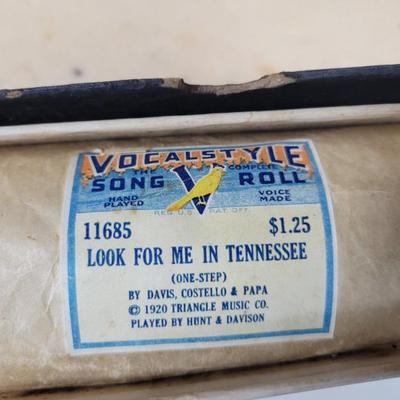 VOCALSTYLE
THE COMPLETE
SONG ROLL
HAND PLAYED VOICE MADE
REG. U.S. PAT. OFF.
11685 $1.25
LOOK FOR ME IN TENNESSEE
(ONE-STEP)
BY DAVIS, COSTELLO & PAPA
© 1920 TRIANGLE MUSIC CO.
PLAYED BY HUNT & DAVISON